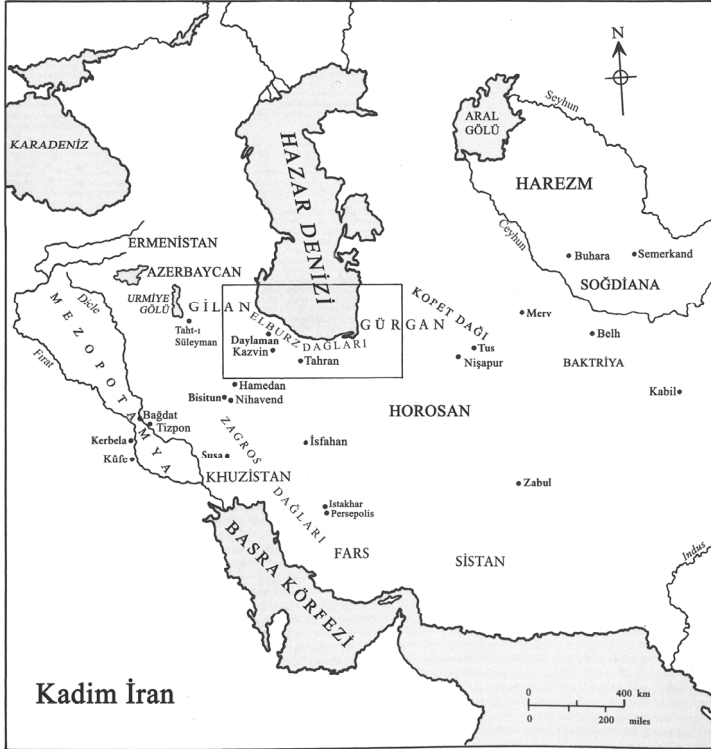 N
ARAL
GÖLÜ
Seyhun
KARADENİZ
HAZAR DENİZİ
HAREZM
Ceyhun
ERMENİSTAN
Buhara
Semerkand
SOĞDİANA
AZERBAYCAN
URMİYE
GÖLÜ
Dicle
MEZOPOTAMYA
GİLAN
Taht-ı
Süleyman
ELBURZ
DAĞLARI
GÜRGAN
KOPET DAĞI
Merv
Daylaman
Kazvin
Tahran
Tus
Nişapur
Belh
BAKTRİYA
Fırat
Hamedan
Bisitun
Nihavend
Kabil
HOROSAN
Bağdat
Tizpon
Kerbela
Kûfe
Susa
ZAGROS
DAĞLARI
İsfahan
KHUZİSTAN
Zabul
Istakhar
Persepolis
BASRA KÖRFEZİ
FARS
SİSTAN
Indus
Kadim İran
0 400 km
0 200 miles